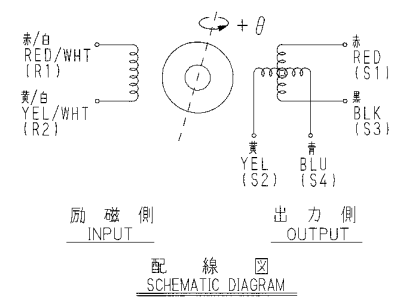 赤/白
RED/WHT
(R1)
黄/白
YEL/WHT
(R2)
+θ
赤
RED
(S1)
黒
BLK
(S3)
黄
YEL
(S2)
青
BLU
(S4)
励磁側
INPUT
出力側
OUTPUT
配線図
SCHEMATIC DIAGRAM